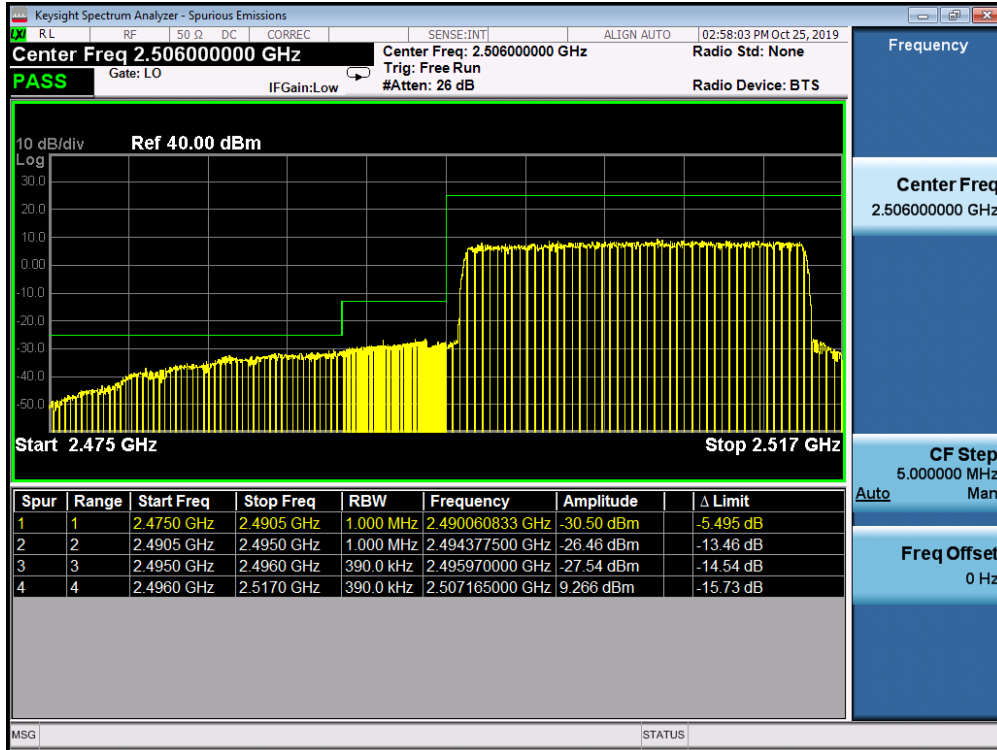 Keysight Spectrum Analyzer - Spurious Emissions
LXI RL RF 50 Ω DC CORREC SENSE:INT ALIGN AUTO 02:58:03 PM Oct 25, 2019
Center Freq 2.506000000 GHz
Center Freq: 2.506000000 GHz Radio Std: None
Gate: LO Trig: Free Run
PASS IFGain:Low #Atten: 26 dB Radio Device: BTS
10 dB/div Ref 40.00 dBm
Log
30.0
20.0
10.0
0.00
-10.0
-20.0
-30.0
-40.0
-50.0
Start 2.475 GHz Stop 2.517 GHz
Spur Range Start Freq Stop Freq RBW Frequency Amplitude Δ Limit
1 1 2.4750 GHz 2.4905 GHz 1.000 MHz 2.490060833 GHz -30.50 dBm -5.495 dB
2 2 2.4905 GHz 2.4950 GHz 1.000 MHz 2.494377500 GHz -26.46 dBm -13.46 dB
3 3 2.4950 GHz 2.4960 GHz 390.0 kHz 2.495970000 GHz -27.54 dBm -14.54 dB
4 4 2.4960 GHz 2.5170 GHz 390.0 kHz 2.507165000 GHz 9.266 dBm -15.73 dB
MSG STATUS
Frequency
Center Freq
2.506000000 GHz
CF Step
5.000000 MHz
Auto Man
Freq Offset
0 Hz